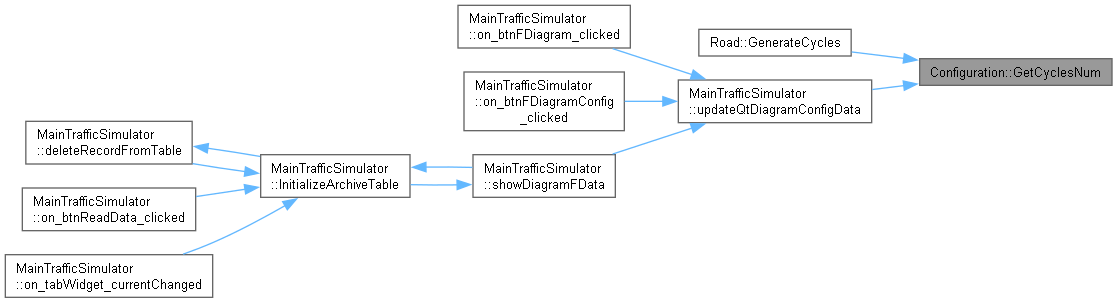 MainTrafficSimulator
::on_btnFDiagram_clicked
Road::GenerateCycles
Configuration::GetCyclesNum
MainTrafficSimulator
::on_btnFDiagramConfig
_clicked
MainTrafficSimulator
::updateQtDiagramConfigData
MainTrafficSimulator
::deleteRecordFromTable
MainTrafficSimulator
::InitializeArchiveTable
MainTrafficSimulator
::showDiagramFData
MainTrafficSimulator
::on_btnReadData_clicked
MainTrafficSimulator
::on_tabWidget_currentChanged